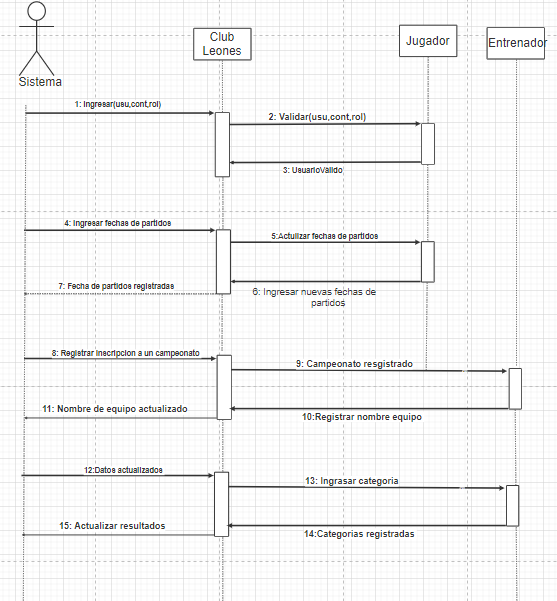 Sistema
Club
Leones
Jugador
Entrenador
1: Ingresar(usu,cont,rol)
2: Validar(usu,cont,rol)
3: UsuarioValido
4: Ingresar fechas de partidos
5:Actulizar fechas de partidos
6: Ingresar nuevas fechas de
partidos
7: Fecha de partidos registradas
8: Registrar inscripcion a un campeonato
9: Campeonato resgistrado
10:Registrar nombre equipo
11: Nombre de equipo actualizado
12:Datos actualizados
13: Ingrasar categoria
14:Categorias registradas
15: Actualizar resultados